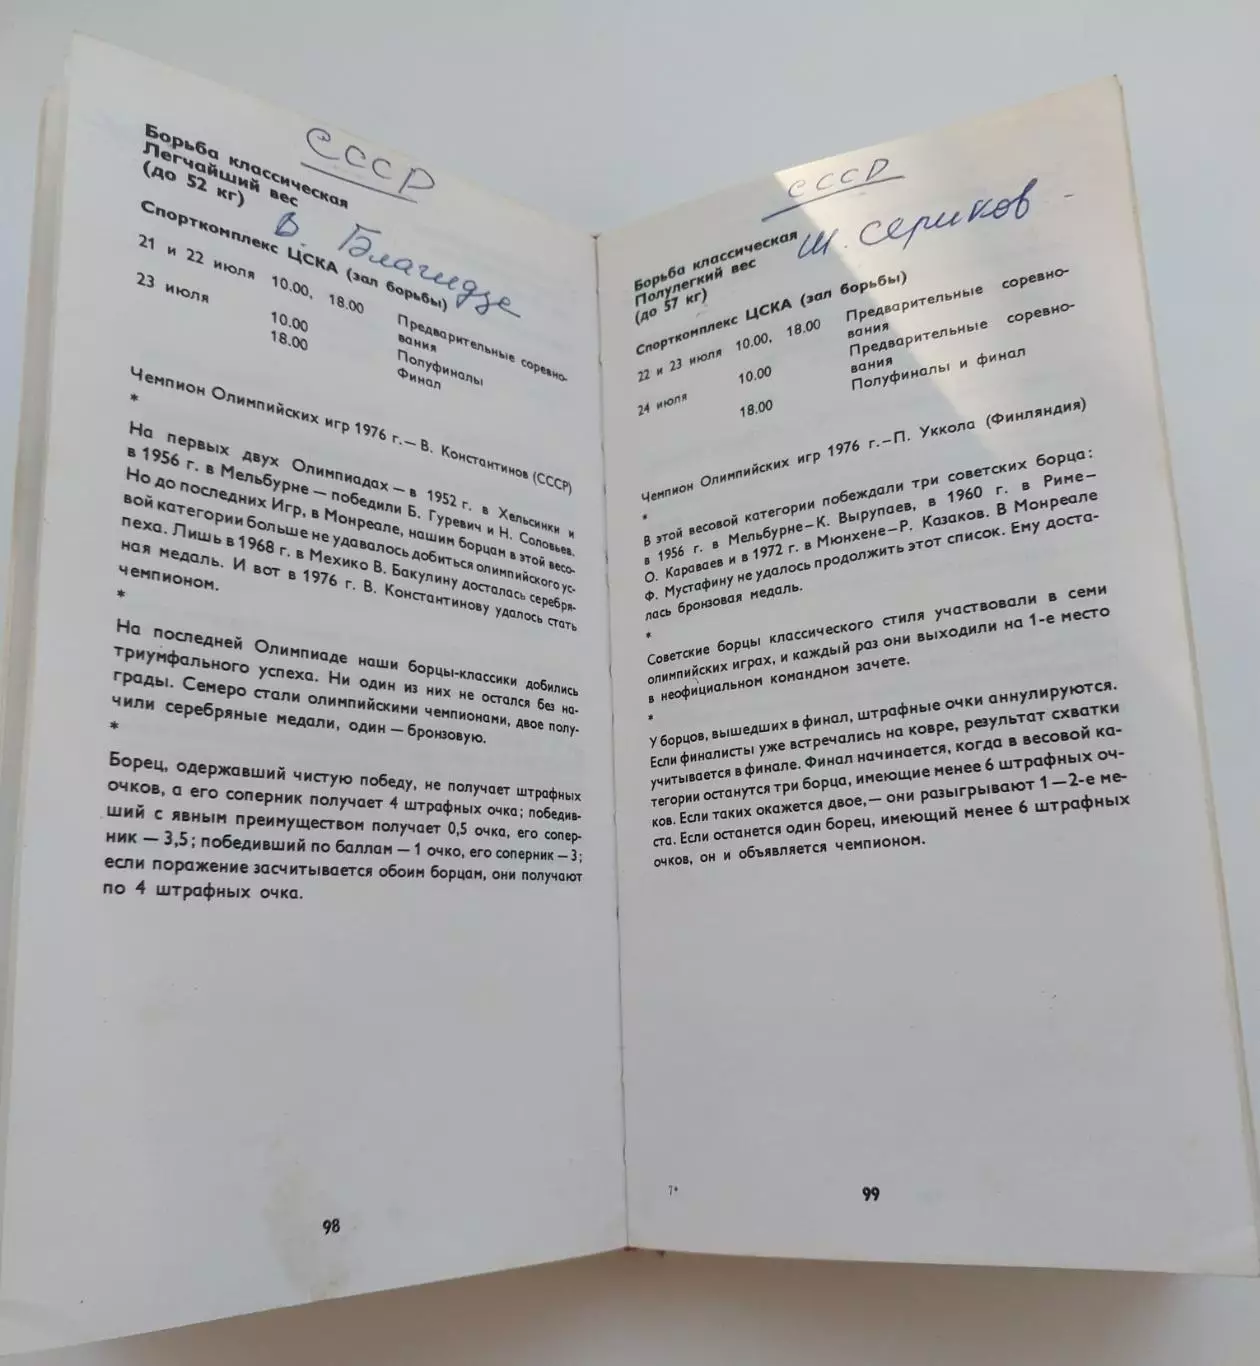 СССР
Борьба классическая
Легчайший вес
(до 52 кг)
В. Благидзе
Спорткомплекс ЦСКА (зал борьбы)
21 и 22 июля 10.00, 18.00 Предварительные соревно-
вания
23 июля 10.00 Полуфиналы
18.00 Финал
Чемпион Олимпийских игр 1976 г.— В. Константинов (СССР)
*
На первых двух Олимпиадах — в 1952 г. в Хельсинки и
в 1956 г. в Мельбурне — победили Б. Гуревич и Н. Соловьев.
Но до последних Игр, в Монреале, нашим борцам в этой весо-
вой категории больше не удавалось добиться олимпийского ус-
пеха. Лишь в 1968 г. в Мехико В. Бакулину досталась серебря-
ная медаль. И вот в 1976 г. В. Константинову удалось стать
чемпионом.
*
На последней Олимпиаде наши борцы-классики добились
триумфального успеха. Ни один из них не остался без на-
грады. Семеро стали олимпийскими чемпионами, двое полу-
чили серебряные медали, один — бронзовую.
*
Борец, одержавший чистую победу, не получает штрафных
очков, а его соперник получает 4 штрафных очка; победив-
ший с явным преимуществом получает 0,5 очка, его сопер-
ник — 3,5; победивший по баллам — 1 очко, его соперник — 3;
если поражение засчитывается обоим борцам, они получают
по 4 штрафных очка.
98
СССР
Борьба классическая
Полулегкий вес
(до 57 кг)
Ш. Сериков -
Спорткомплекс ЦСКА (зал борьбы)
22 и 23 июля 10.00, 18.00 Предварительные соревно-
вания
24 июля 10.00 Предварительные соревно-
вания
18.00 Полуфиналы и финал
Чемпион Олимпийских игр 1976 г.—П. Уккола (Финляндия)
*
В этой весовой категории побеждали три советских борца:
в 1956 г. в Мельбурне—К. Вырупаев, в 1960 г. в Риме—
О. Караваев и в 1972 г. в Мюнхене—Р. Казаков. В Монреале
Ф. Мустафину не удалось продолжить этот список. Ему доста-
лась бронзовая медаль.
*
Советские борцы классического стиля участвовали в семи
олимпийских играх, и каждый раз они выходили на 1-е место
в неофициальном командном зачете.
*
У борцов, вышедших в финал, штрафные очки аннулируются.
Если финалисты уже встречались на ковре, результат схватки
учитывается в финале. Финал начинается, когда в весовой ка-
тегории останутся три борца, имеющие менее 6 штрафных оч-
ков. Если таких окажется двое,— они разыгрывают 1—2-е ме-
ста. Если останется один борец, имеющий менее 6 штрафных
очков, он и объявляется чемпионом.
7*
99